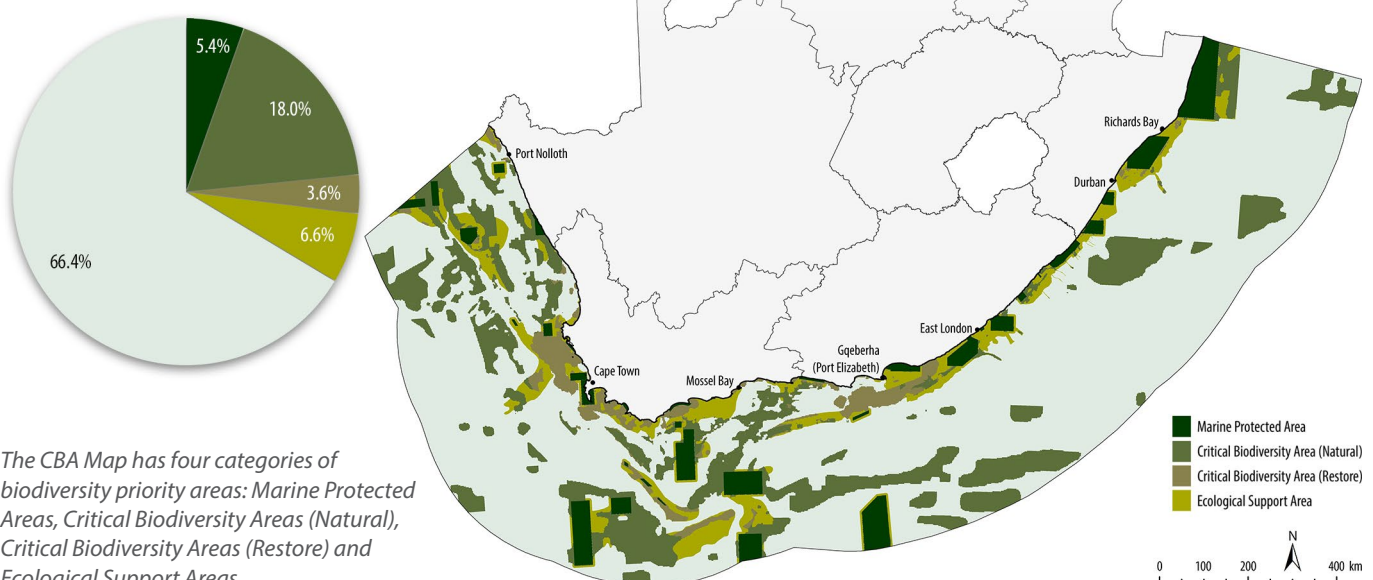 5.4%
18.0%
3.6%
6.6%
66.4%
The CBA Map has four categories of
biodiversity priority areas: Marine Protected
Areas, Critical Biodiversity Areas (Natural),
Critical Biodiversity Areas (Restore) and
Ecological Support Areas
Port Nolloth
Cape Town
Mossel Bay
Gqeberha
(Port Elizabeth)
East London
Durban
Richards Bay
Marine Protected Area
Critical Biodiversity Area (Natural)
Critical Biodiversity Area (Restore)
Ecological Support Area
N
0 100 200 400 km